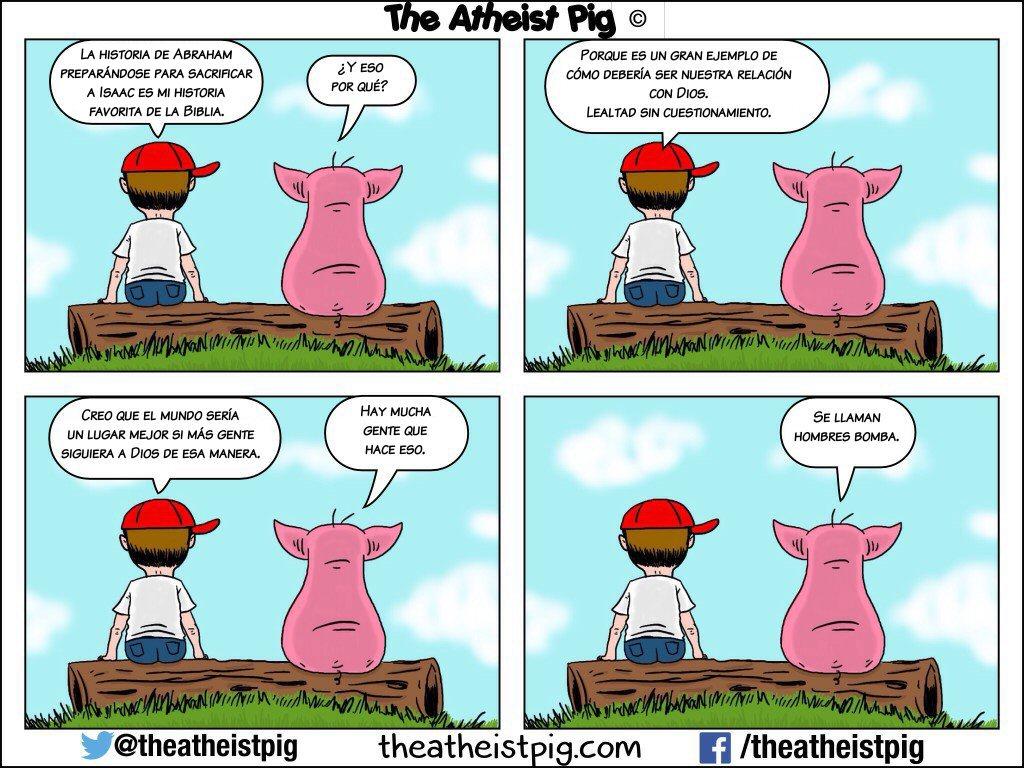 The Atheist Pig ©
La historia de Abraham
preparándose para sacrificar
a Isaac es mi historia
favorita de la Biblia.
¿Y eso
por qué?
Porque es un gran ejemplo de
cómo debería ser nuestra relación
con Dios.
Lealtad sin cuestionamiento.
Creo que el mundo sería
un lugar mejor si más gente
siguiera a Dios de esa manera.
Hay mucha
gente que
hace eso.
Se llaman
hombres bomba.
@theatheistpig
theatheistpig.com
/theatheistpig